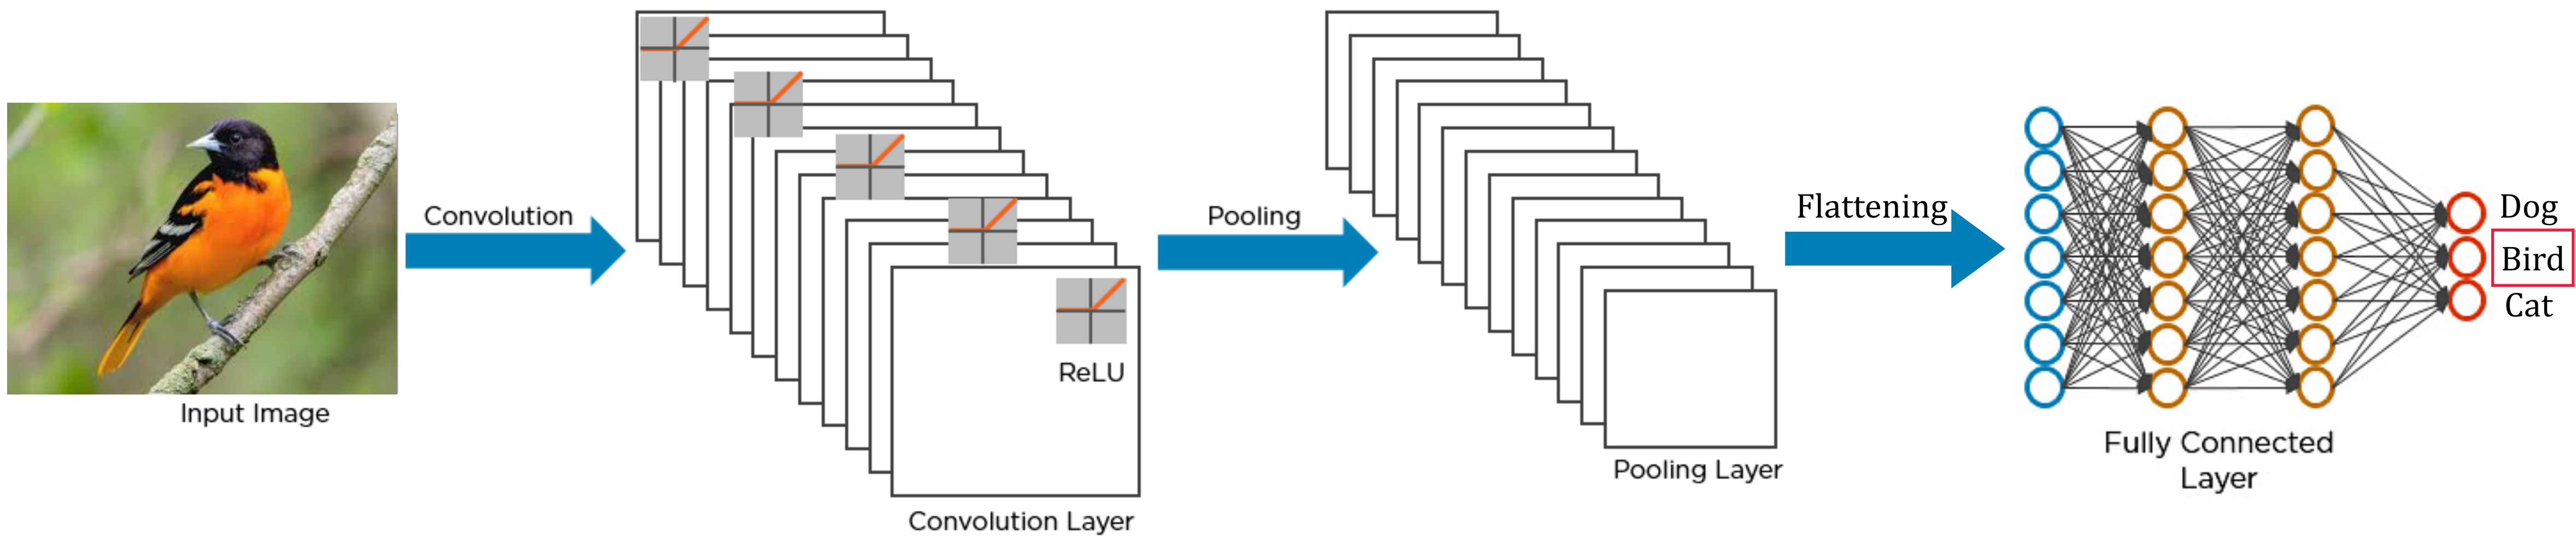 Input Image
Convolution
ReLU
Convolution Layer
Pooling
Pooling Layer
Flattening
Fully Connected
Layer
Dog
Bird
Cat